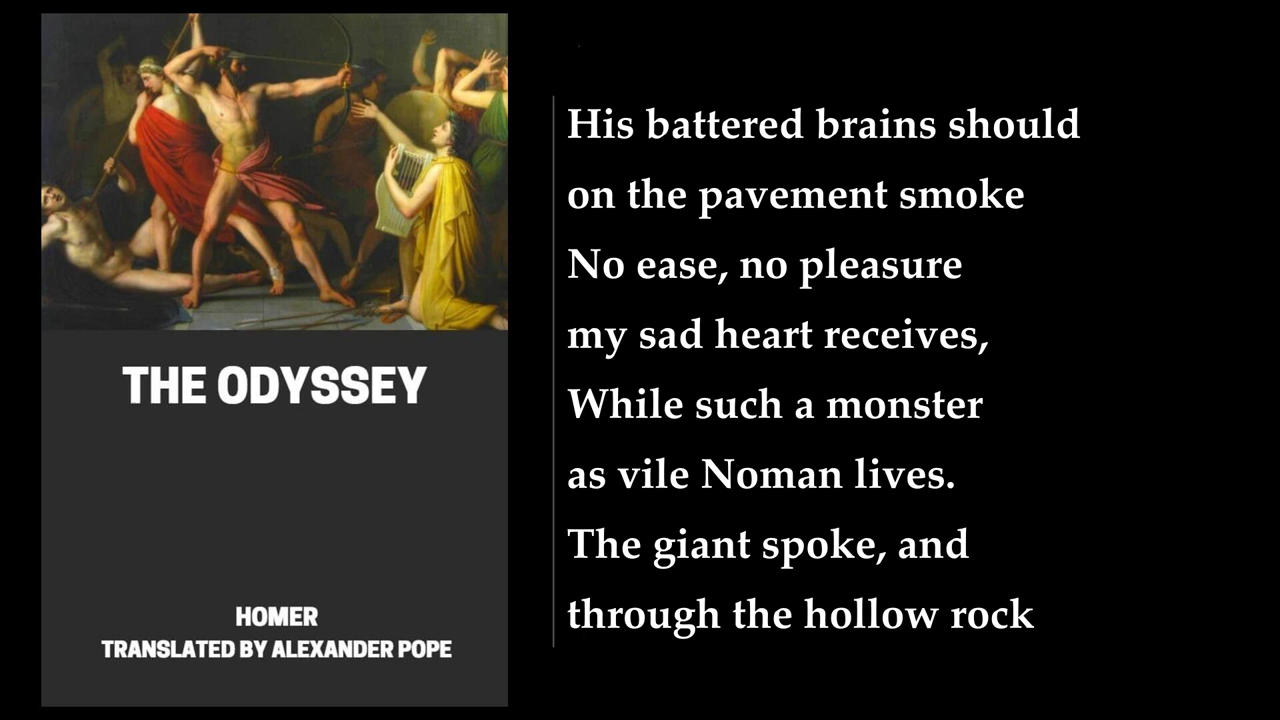 THE ODYSSEY
HOMER
TRANSLATED BY ALEXANDER POPE
His battered brains should
on the pavement smoke
No ease, no pleasure
my sad heart receives,
While such a monster
as vile Noman lives.
The giant spoke, and
through the hollow rock